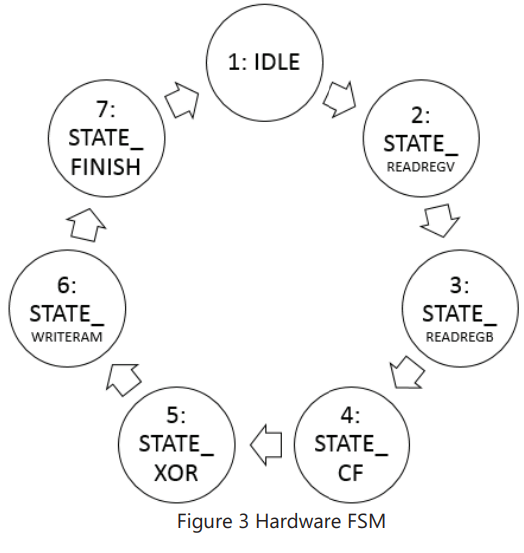 1: IDLE
2:
STATE_
READREGV
3:
STATE_
READREGB
4:
STATE_
CF
5:
STATE_
XOR
6:
STATE_
WRITERAM
7:
STATE_
FINISH
Figure 3 Hardware FSM